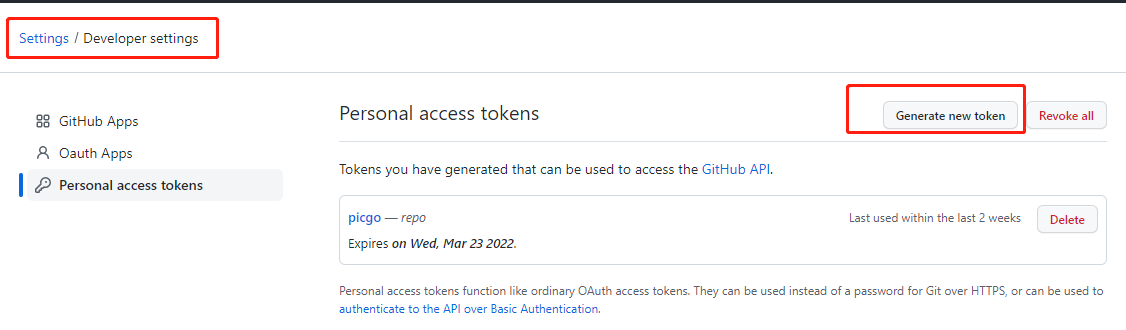 Settings / Developer settings
GitHub Apps
Oauth Apps
Personal access tokens
Personal access tokens
Generate new token
Revoke all
Tokens you have generated that can be used to access the GitHub API.
picgo — repo
Last used within the last 2 weeks
Delete
Expires on Wed, Mar 23 2022.
Personal access tokens function like ordinary OAuth access tokens. They can be used instead of a password for Git over HTTPS, or can be used to
authenticate to the API over Basic Authentication.